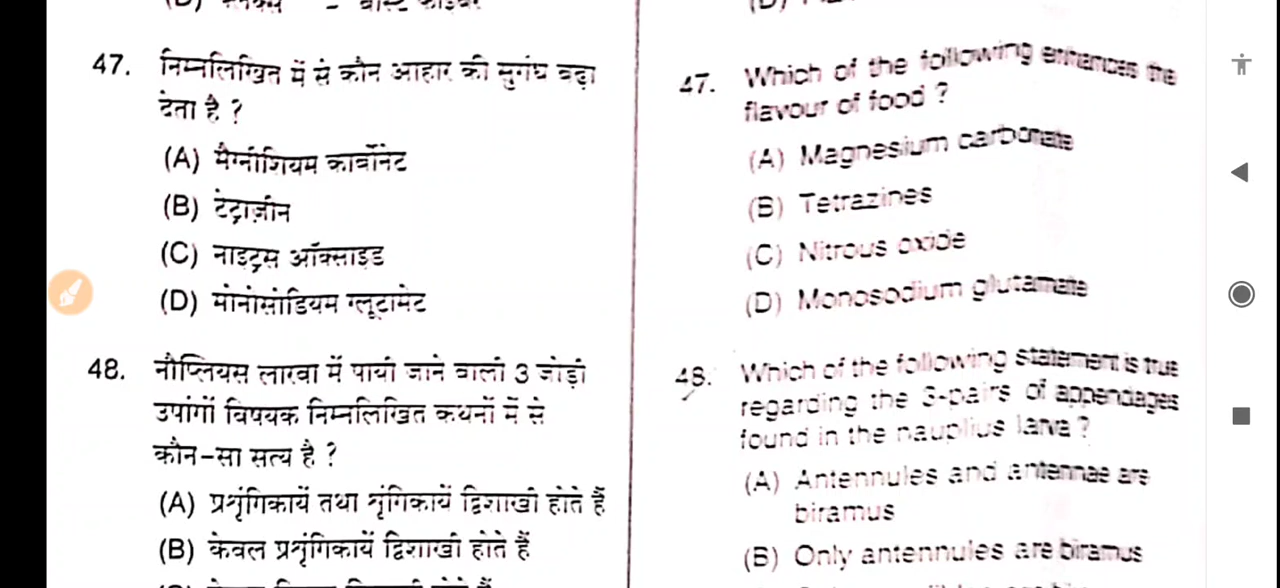 47. निम्नलिखित में से कौन आहार की सुगंध बढ़ा
देता है ?
(A) मैग्नीशियम कार्बोनेट
(B) टेट्राज़ीन
(C) नाइट्रस ऑक्साइड
(D) मोनोसोडियम ग्लूटामेट
48. नौप्लियस लारवा में पायी जाने वाली 3 जोड़ी
उपांगों विषयक निम्नलिखित कथनों में से
कौन-सा सत्य है ?
(A) प्रशृंगिकायें तथा शृंगिकायें द्विशाखी होते हैं
(B) केवल प्रशृंगिकायें द्विशाखी होते हैं
47. Which of the following enhances the
flavour of food ?
(A) Magnesium carbonate
(B) Tetrazines
(C) Nitrous oxide
(D) Monosodium glutamate
48. Which of the following statement is true
regarding the 3-pairs of appendages
found in the nauplius larva ?
(A) Antennules and antennae are
biramus
(B) Only antennules are biramus